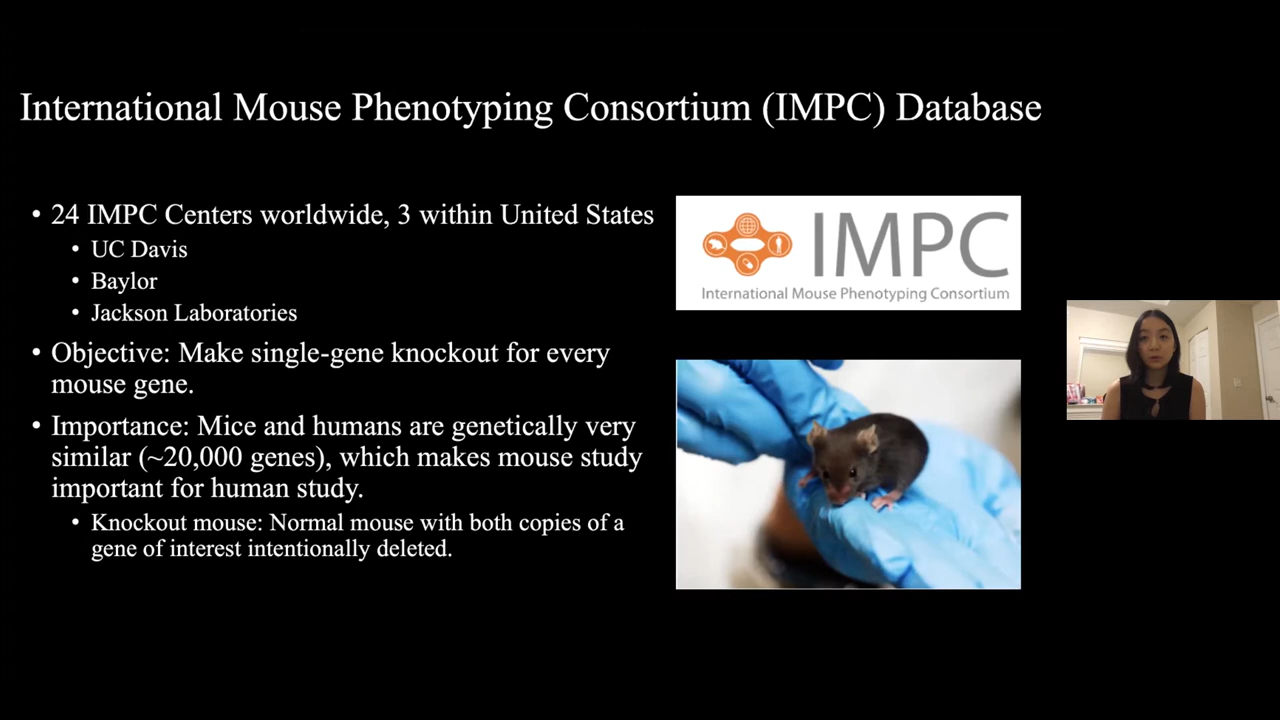 International Mouse Phenotyping Consortium (IMPC) Database
• 24 IMPC Centers worldwide, 3 within United States
• UC Davis
• Baylor
• Jackson Laboratories
• Objective: Make single-gene knockout for every
mouse gene.
• Importance: Mice and humans are genetically very
similar (~20,000 genes), which makes mouse study
important for human study.
• Knockout mouse: Normal mouse with both copies of a
gene of interest intentionally deleted.
IMPC
International Mouse Phenotyping Consortium